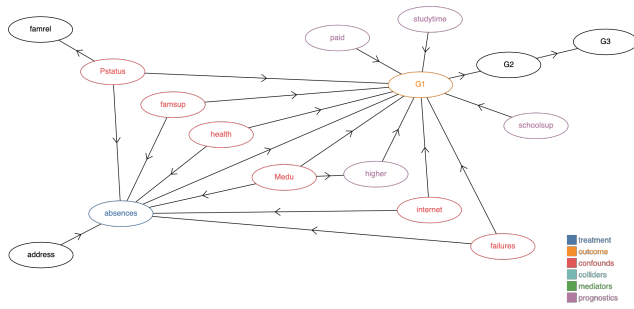 studytime
famrel
paid
G3
G2
Pstatus
G1
famsup
schoolsup
health
Medu
higher
absences
internet
failures
address
treatment
outcome
confounds
colliders
mediators
prognostics